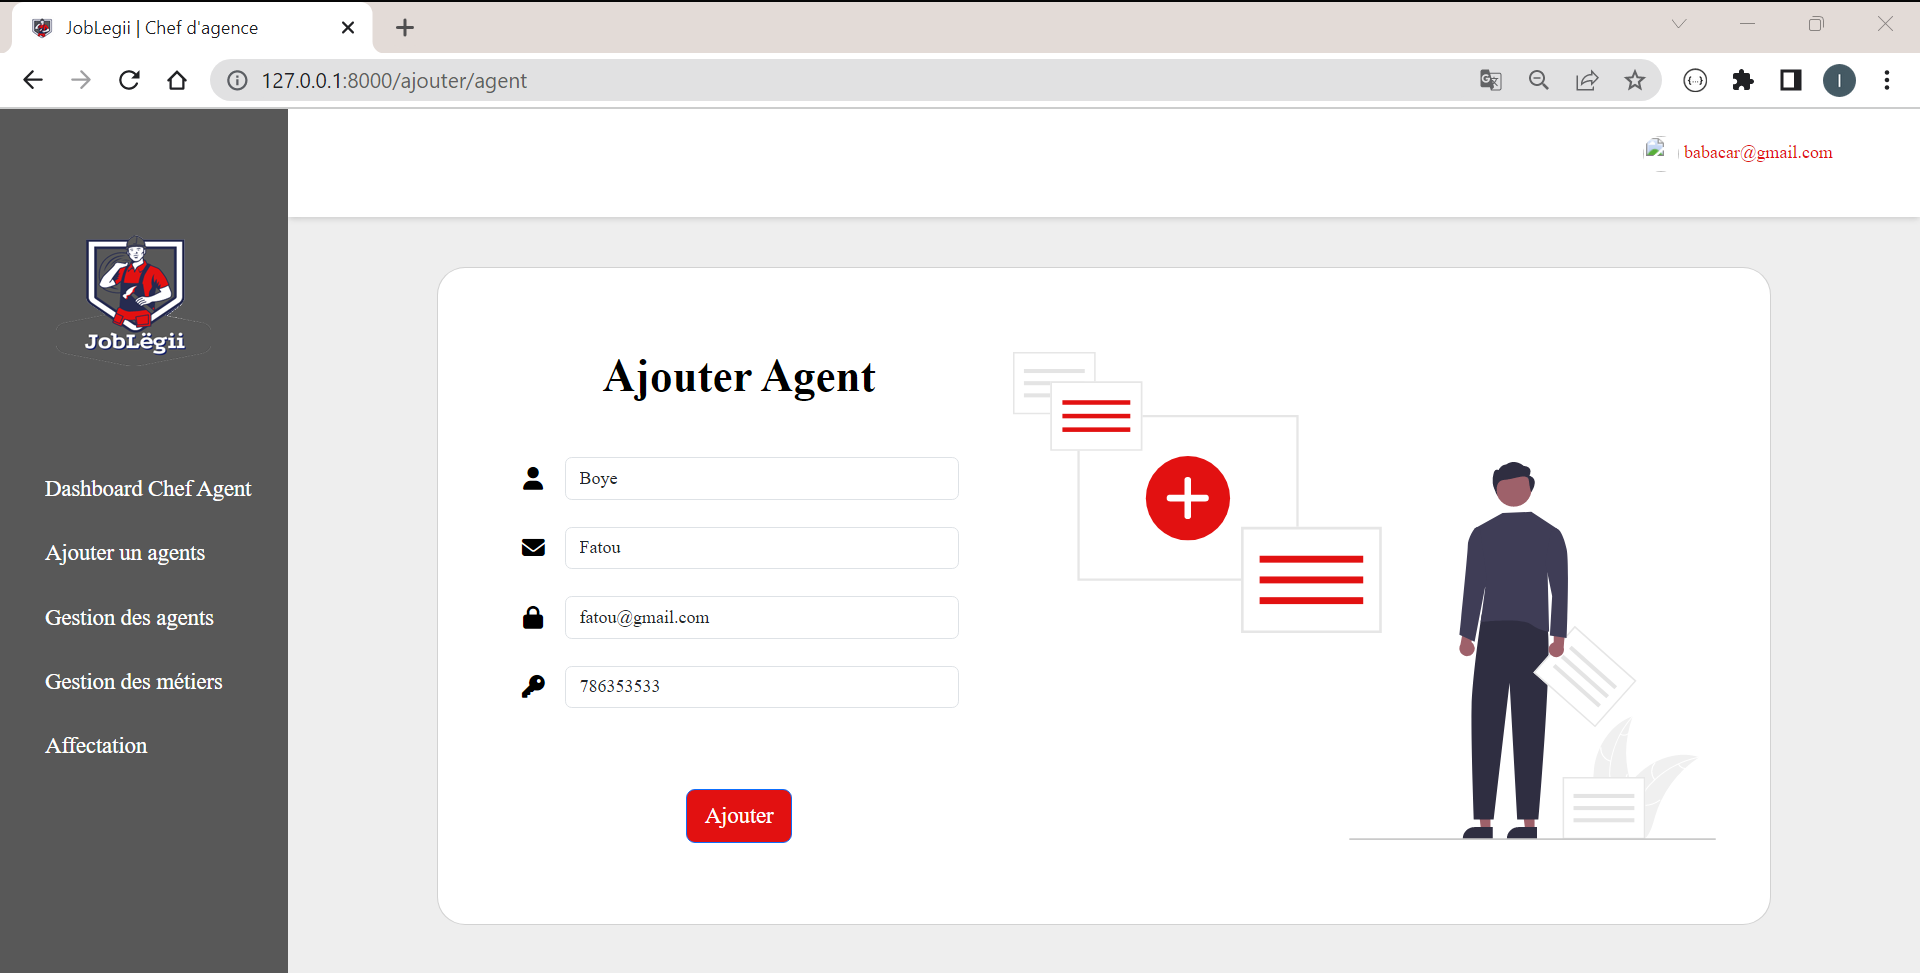 JobLegii | Chef d'agence
127.0.0.1:8000/ajouter/agent
I
babacar@gmail.com
JobLëgii
Dashboard Chef Agent
Ajouter un agents
Gestion des agents
Gestion des métiers
Affectation
Ajouter Agent
Boye
Fatou
fatou@gmail.com
786353533
Ajouter